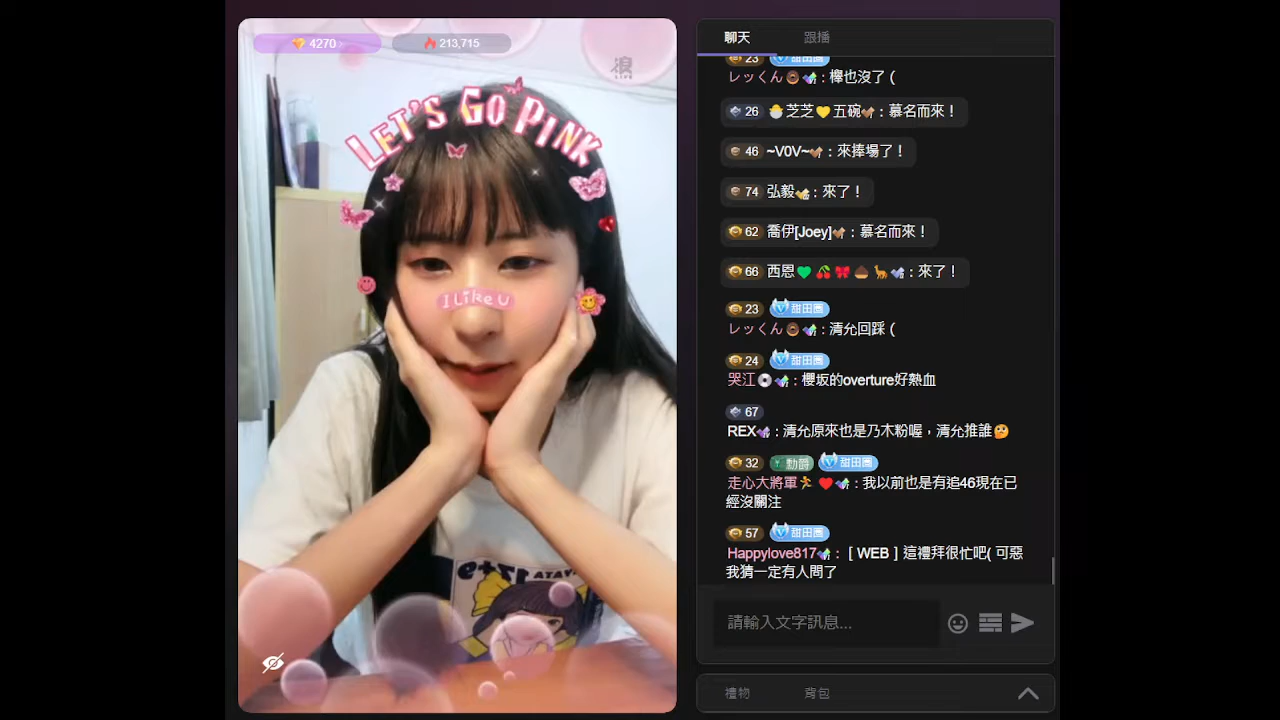 4270
213,715
浪
LIVE
LET'S GO PINK
I Like U
聊天
跟播
23 甜田圈
レッくん : 櫸也沒了 (
26 芝芝 五碗 : 慕名而來！
46 ~V0V~ : 來捧場了！
74 弘毅 : 來了！
62 喬伊[Joey] : 慕名而來！
66 西恩 : 來了！
23 甜田圈
レッくん : 清允回踩 (
24 甜田圈
哭江 : 櫻坂的overture好熱血
67
REX : 清允原來也是乃木粉喔，清允推誰
32 勳爵 甜田圈
走心大將軍 : 我以前也是有追46現在已
經沒關注
57 甜田圈
Happylove817 : [ WEB ] 這禮拜很忙吧( 可惡
我猜一定有人問了
請輸入文字訊息...
禮物
背包